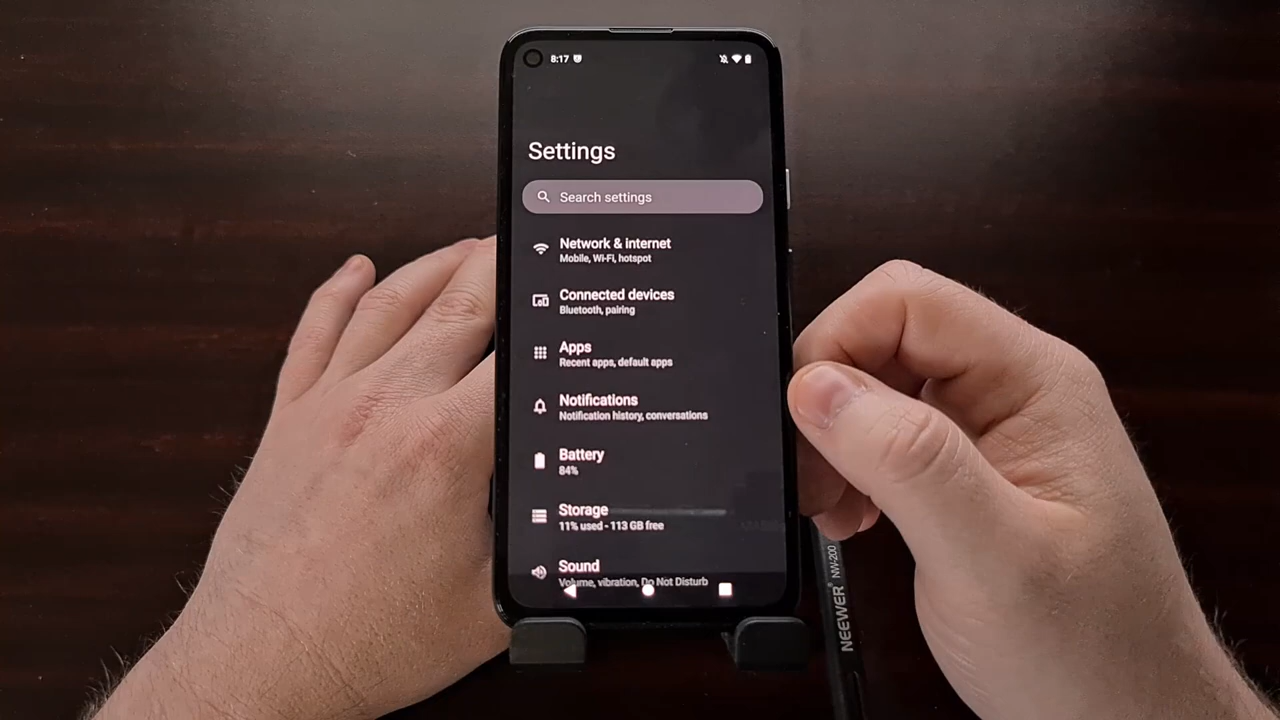 8:17
Settings
Search settings
Network & internet
Mobile, Wi-Fi, hotspot
Connected devices
Bluetooth, pairing
Apps
Recent apps, default apps
Notifications
Notification history, conversations
Battery
84%
Storage
11% used - 113 GB free
Sound
Volume, vibration, Do Not Disturb
NEEWER NW-200